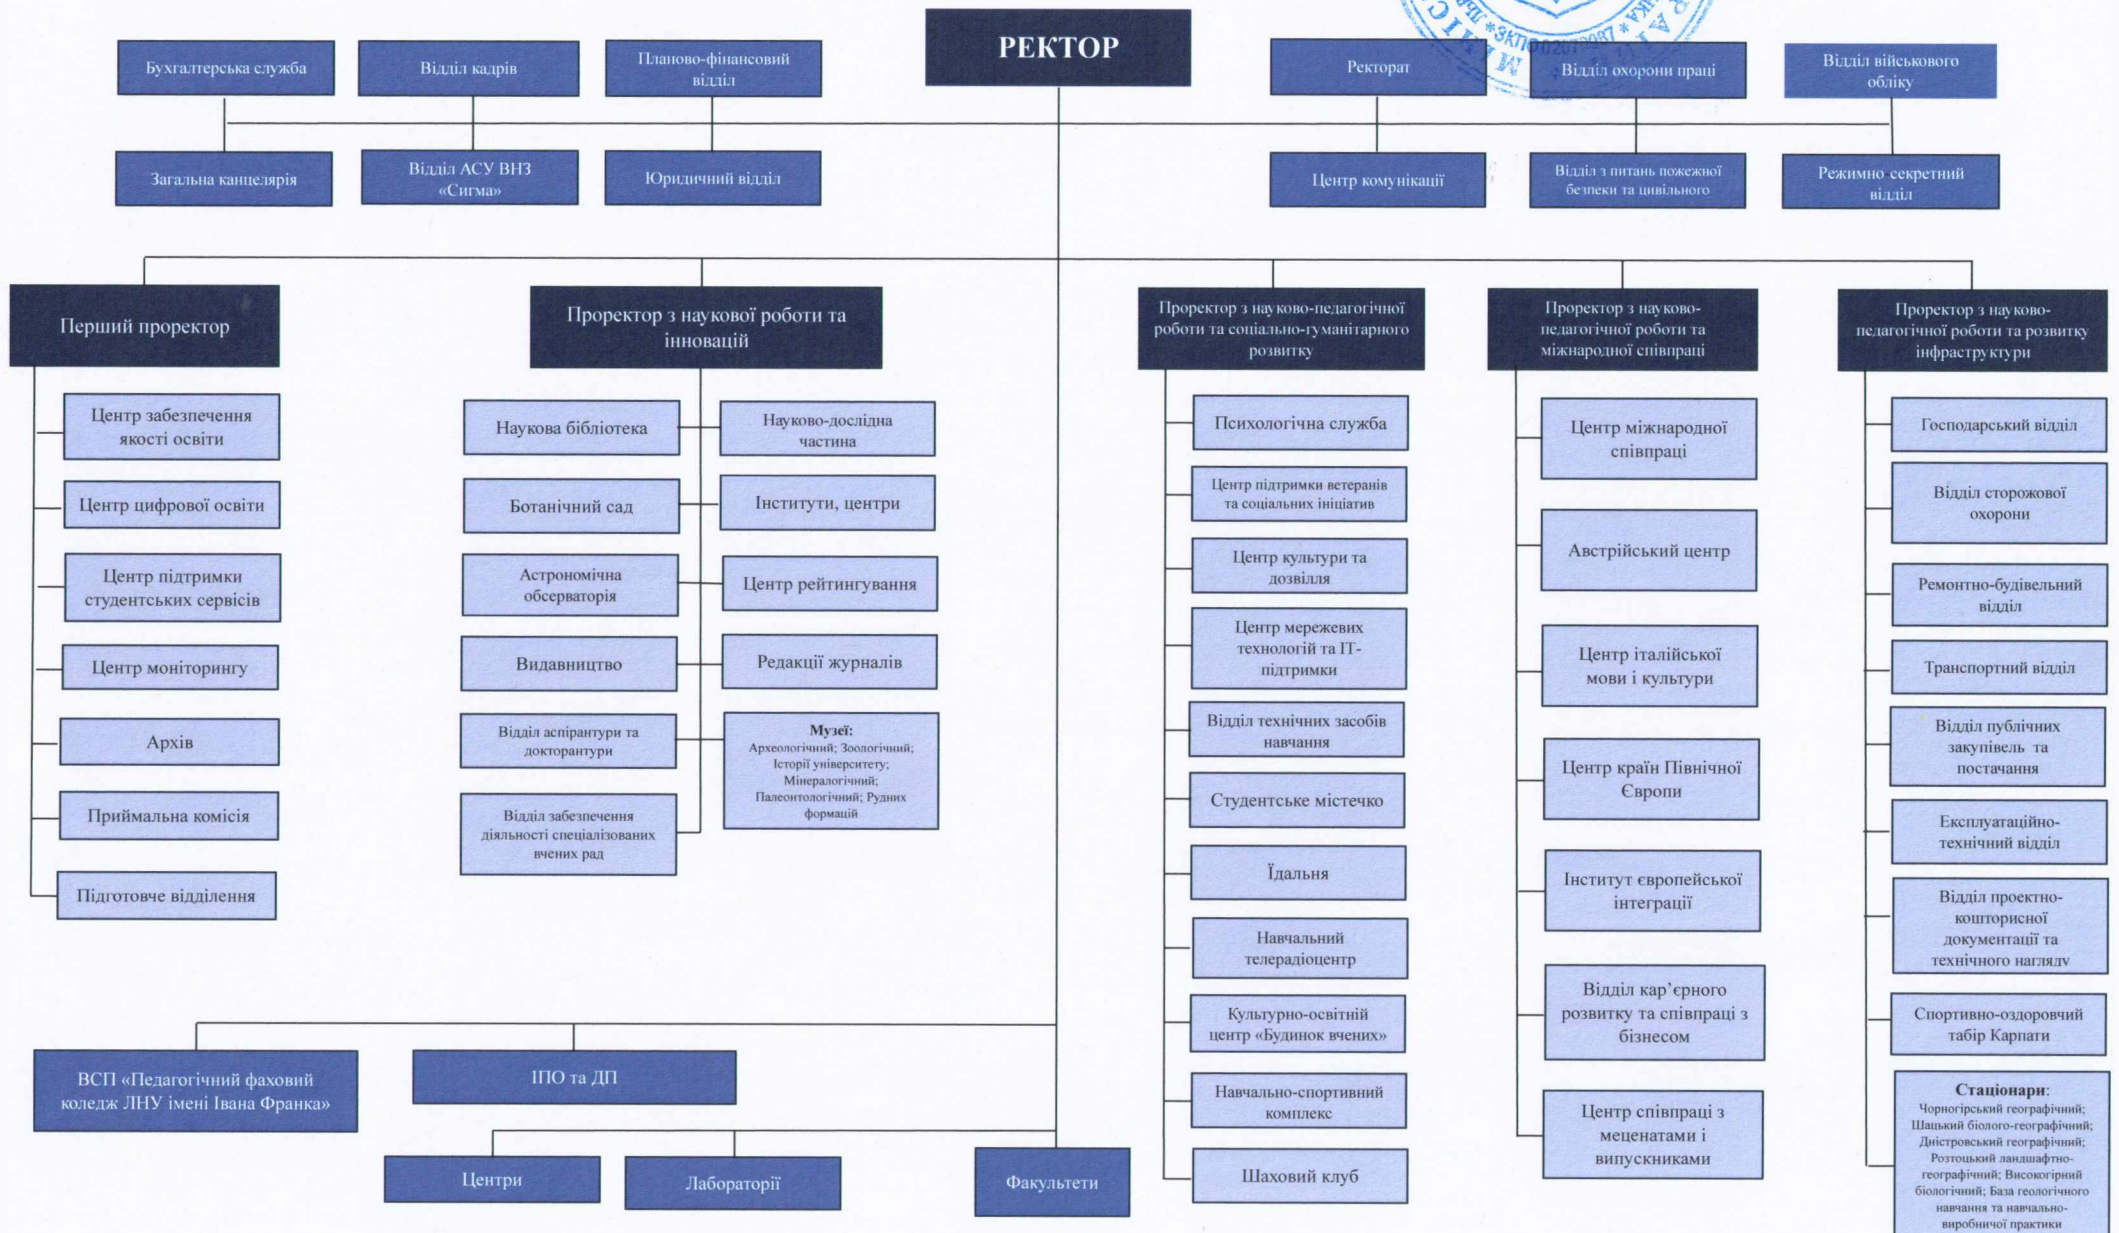 РЕКТОР
Бухгалтерська служба
Відділ кадрів
Планово-фінансовий
відділ
Ректорат
Відділ охорони праці
Відділ військового
обліку
Загальна канцелярія
Відділ АСУ ВНЗ
«Сигма»
Юридичний відділ
Центр комунікації
Відділ з питань пожежної
безпеки та цивільного
Режимно-секретний
відділ
Перший проректор
Центр забезпечення
якості освіти
Центр цифрової освіти
Центр підтримки
студентських сервісів
Центр моніторингу
Архів
Приймальна комісія
Підготовче відділення
Проректор з наукової роботи та
інновацій
Наукова бібліотека
Науково-дослідна
частина
Ботанічний сад
Інститути, центри
Астрономічна
обсерваторія
Центр рейтингування
Видавництво
Редакції журналів
Відділ аспірантури та
докторантури
Музеї:
Археологічний; Зоологічний;
Історії університету;
Мінералогічний;
Палеонтологічний; Рудних
формацій
Відділ забезпечення
діяльності спеціалізованих
вчених рад
Проректор з науково-педагогічної
роботи та соціально-гуманітарного
розвитку
Психологічна служба
Центр підтримки ветеранів
та соціальних ініціатив
Центр культури та
дозвілля
Центр мережевих
технологій та ІТ-
підтримки
Відділ технічних засобів
навчання
Студентське містечко
Їдальня
Навчальний
телерадіоцентр
Культурно-освітній
центр «Будинок вчених»
Навчально-спортивний
комплекс
Шаховий клуб
Проректор з науково-
педагогічної роботи та
міжнародної співпраці
Центр міжнародної
співпраці
Австрійський центр
Центр італійської
мови і культури
Центр країн Північної
Європи
Інститут європейської
інтеграції
Відділ кар’єрного
розвитку та співпраці з
бізнесом
Центр співпраці з
меценатами і
випускниками
Проректор з науково-
педагогічної роботи та розвитку
інфраструктури
Господарський відділ
Відділ сторожової
охорони
Ремонтно-будівельний
відділ
Транспортний відділ
Відділ публічних
закупівель та
постачання
Експлуатаційно-
технічний відділ
Відділ проектно-
кошторисної
документації та
технічного нагляду
Спортивно-оздоровчий
табір Карпати
Стаціонари:
Чорногірський географічний;
Шацький біолого-географічний;
Дністровський географічний;
Розтоцький ландшафтно-
географічний; Високогірний
біологічний; База геологічного
навчання та навчально-
виробничої практики
ВСП «Педагогічний фаховий
коледж ЛНУ імені Івана Франка»
ІПО та ДП
Центри
Лабораторії
Факультети